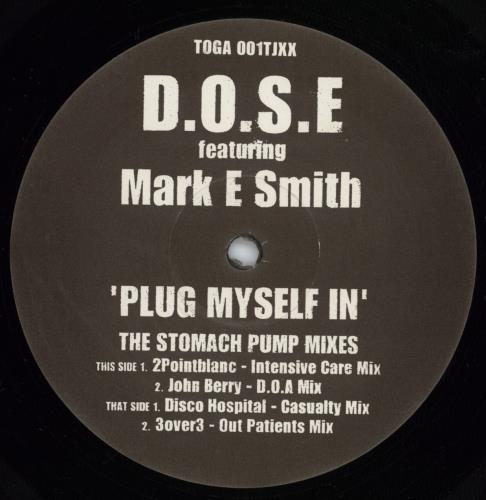 TOGA 001TJXX
D.O.S.E
featuring
Mark E Smith
'PLUG MYSELF IN'
THE STOMACH PUMP MIXES
THIS SIDE 1. 2Pointblanc - Intensive Care Mix
2. John Berry - D.O.A Mix
THAT SIDE 1. Disco Hospital - Casualty Mix
2. 3over3 - Out Patients Mix